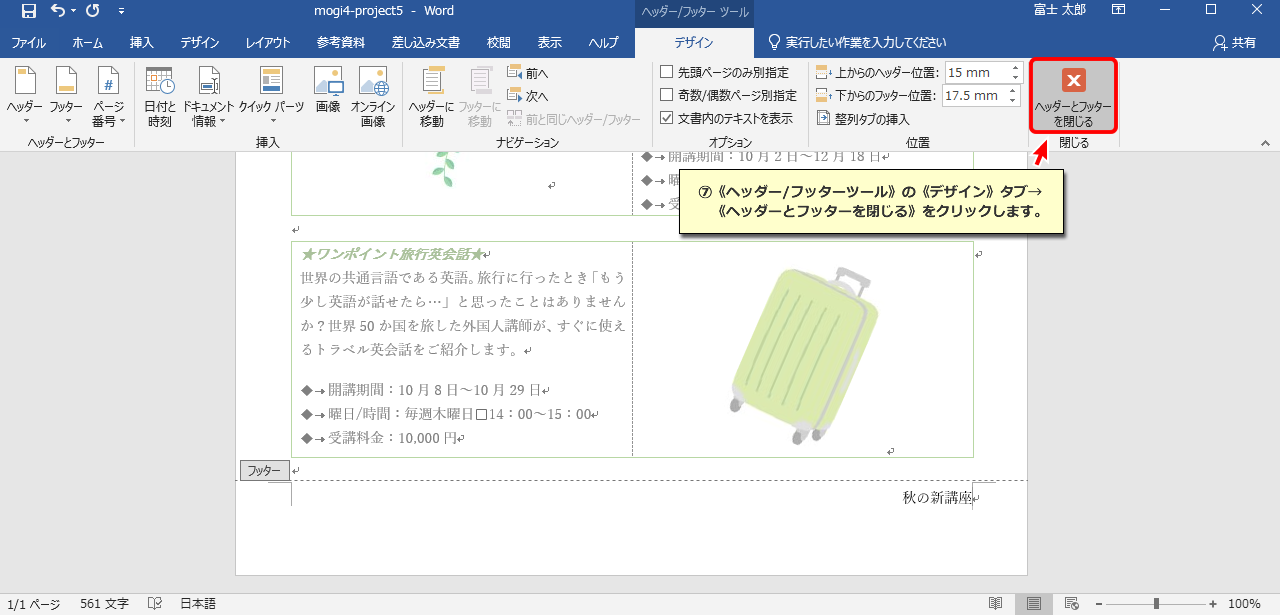 mogi4-project5 - Word
ヘッダー/フッター ツール
富士 太郎
ファイル ホーム 挿入 デザイン レイアウト 参考資料 差し込み文書 校閲 表示 ヘルプ デザイン 実行したい作業を入力してください 共有
ヘッダー
フッター
ページ
番号
ヘッダーとフッター
日付と
時刻
ドキュメント
情報
クイック パーツ
画像
オンライン
画像
挿入
ヘッダーに
移動
フッターに
移動
前へ
次へ
前と同じヘッダー/フッター
ナビゲーション
先頭ページのみ別指定
奇数/偶数ページ別指定
文書内のテキストを表示
オプション
上からのヘッダー位置: 15 mm
下からのフッター位置: 17.5 mm
整列タブの挿入
位置
ヘッダーとフッター
を閉じる
閉じる
◆→開講期間：10 月 2 日～12 月 18 日↵
◆→曜
◆→受
⑦《ヘッダー/フッターツール》の《デザイン》タブ→
《ヘッダーとフッターを閉じる》をクリックします。
★ワンポイント旅行英会話★↵
世界の共通言語である英語。旅行に行ったとき「もう
少し英語が話せたら…」と思ったことはありません
か？世界 50 か国を旅した外国人講師が、すぐに使え
るトラベル英会話をご紹介します。↵
◆→開講期間：10 月 8 日～10 月 29 日↵
◆→曜日/時間：毎週木曜日□14：00～15：00↵
◆→受講料金：10,000 円↵
フッター
秋の新講座↵
1/1 ページ 561 文字 日本語 100%